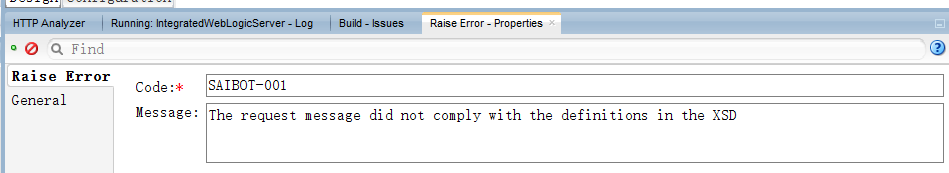 Design Configuration
HTTP Analyzer Running: IntegratedWebLogicServer - Log Build - Issues Raise Error - Properties
Find
Raise Error
General
Code:* SAIBOT-001
Message: The request message did not comply with the definitions in the XSD